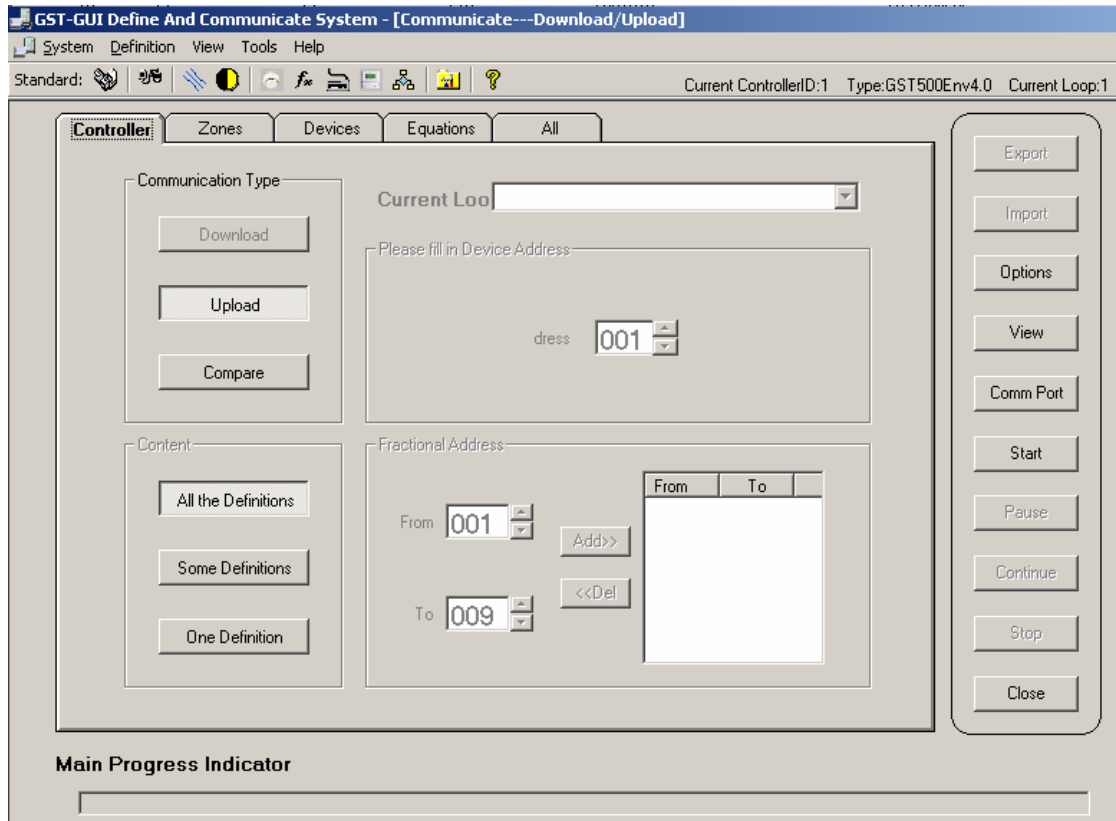 GST-GUI Define And Communicate System - [Communicate---Download/Upload]
System Definition View Tools Help
Standard: Current ControllerID:1 Type:GST500Env4.0 Current Loop:1
Controller Zones Devices Equations All
Export
Communication Type
Current Loo
Download
Import
Please fill in Device Address
Options
Upload
dress 001
View
Compare
Comm Port
Content
Fractional Address
Start
From To
All the Definitions
From 001
Pause
Add>>
Some Definitions
Continue
<<Del
To 009
One Definition
Stop
Close
Main Progress Indicator